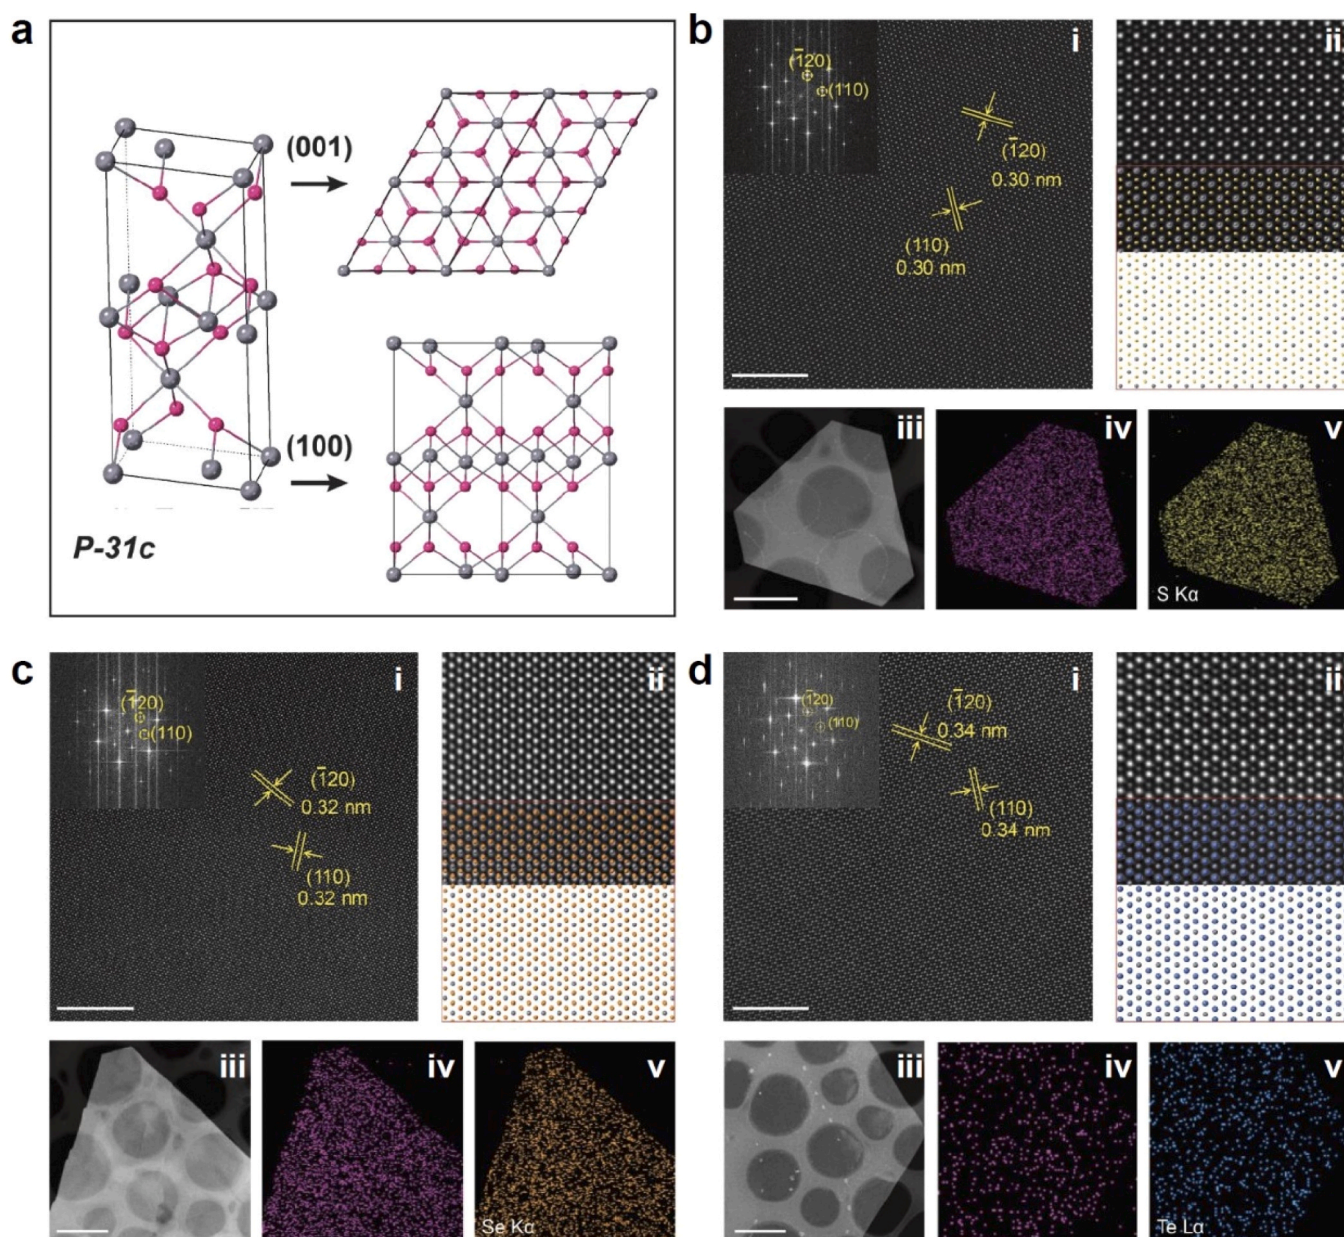 a
(001)
(100)
P-31c
b
i
(1̅20)
(110)
(1̅20)
0.30 nm
(110)
0.30 nm
ii
iii
iv
v
S Kα
c
i
(1̅20)
(110)
(1̅20)
0.32 nm
(110)
0.32 nm
ii
iii
iv
v
Se Kα
d
i
(1̅20)
(110)
(1̅20)
0.34 nm
(110)
0.34 nm
ii
iii
iv
v
Te Lα